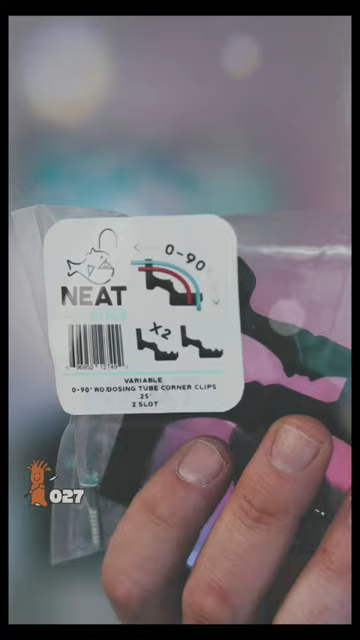 0-90
NEAT
X2
VARIABLE
0-90° RO/DOSING TUBE CORNER CLIPS
.25"
2 SLOT
027